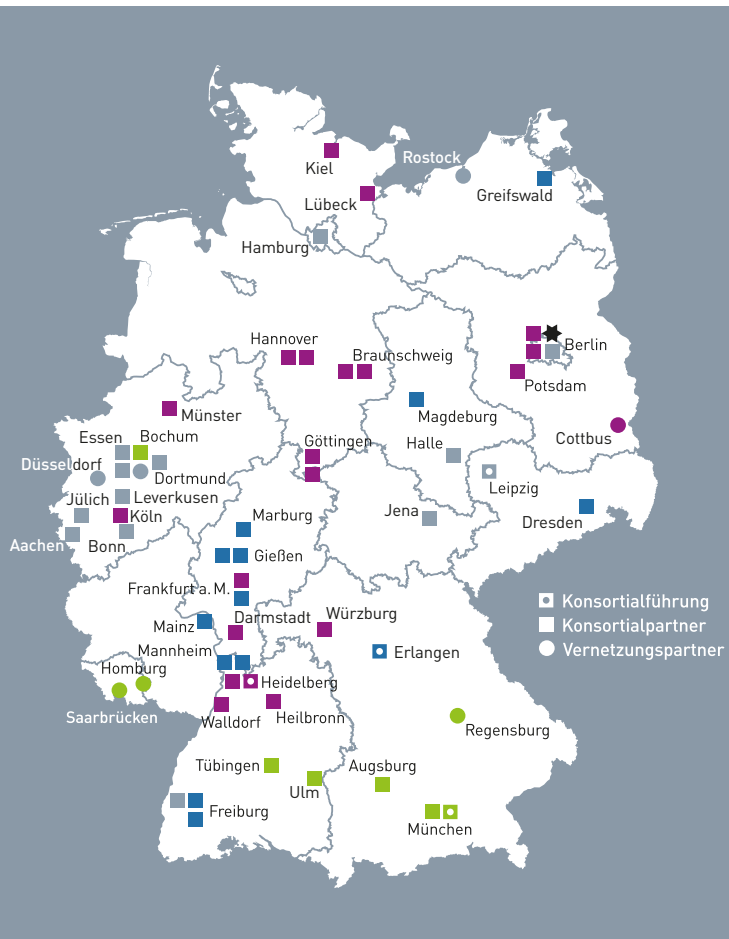 Rostock
Kiel
Greifswald
Lübeck
Hamburg
Hannover
Braunschweig
Berlin
Potsdam
Münster
Magdeburg
Essen
Bochum
Göttingen
Halle
Cottbus
Düsseldorf
Dortmund
Leipzig
Jülich
Leverkusen
Köln
Marburg
Jena
Dresden
Aachen
Bonn
Gießen
Frankfurt a. M.
Konsortialführung
Mainz
Darmstadt
Würzburg
Konsortialpartner
Mannheim
Erlangen
Vernetzungspartner
Homburg
Heidelberg
Saarbrücken
Walldorf
Heilbronn
Regensburg
Tübingen
Augsburg
Ulm
Freiburg
München